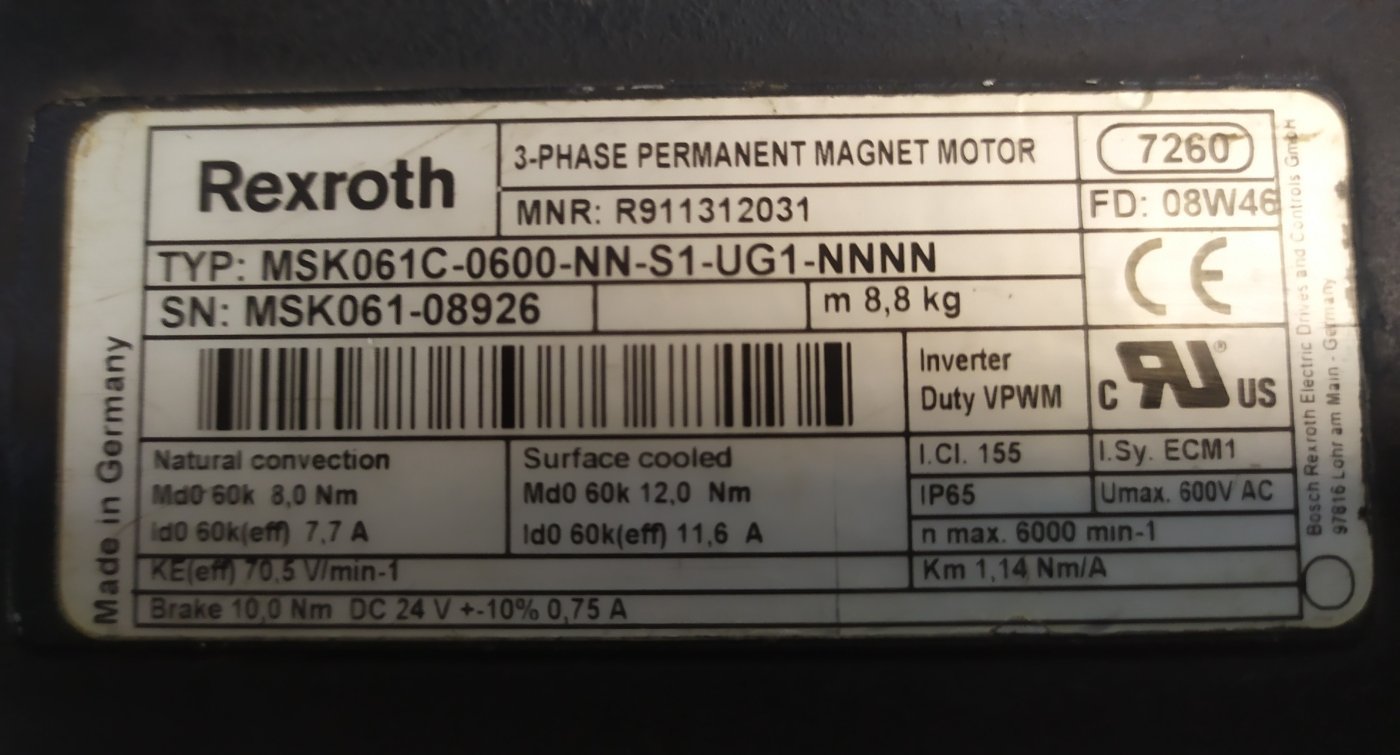 Rexroth
3-PHASE PERMANENT MAGNET MOTOR
7260
MNR: R911312031
FD: 08W46
TYP: MSK061C-0600-NN-S1-UG1-NNNN
CE
SN: MSK061-08926
m 8,8 kg
Inverter
Duty VPWM
C RU® US
Natural convection
Md0 60k 8,0 Nm
Id0 60k(eff) 7,7 A
Surface cooled
Md0 60k 12,0 Nm
Id0 60k(eff) 11,6 A
I.Cl. 155
I.Sy. ECM1
IP65
Umax. 600V AC
n max. 6000 min-1
KE(eff) 70,5 V/min-1
Km 1,14 Nm/A
Brake 10,0 Nm DC 24 V +-10% 0,75 A
Made in Germany
Bosch Rexroth Electric Drives and Controls GmbH
97816 Lohr am Main - Germany